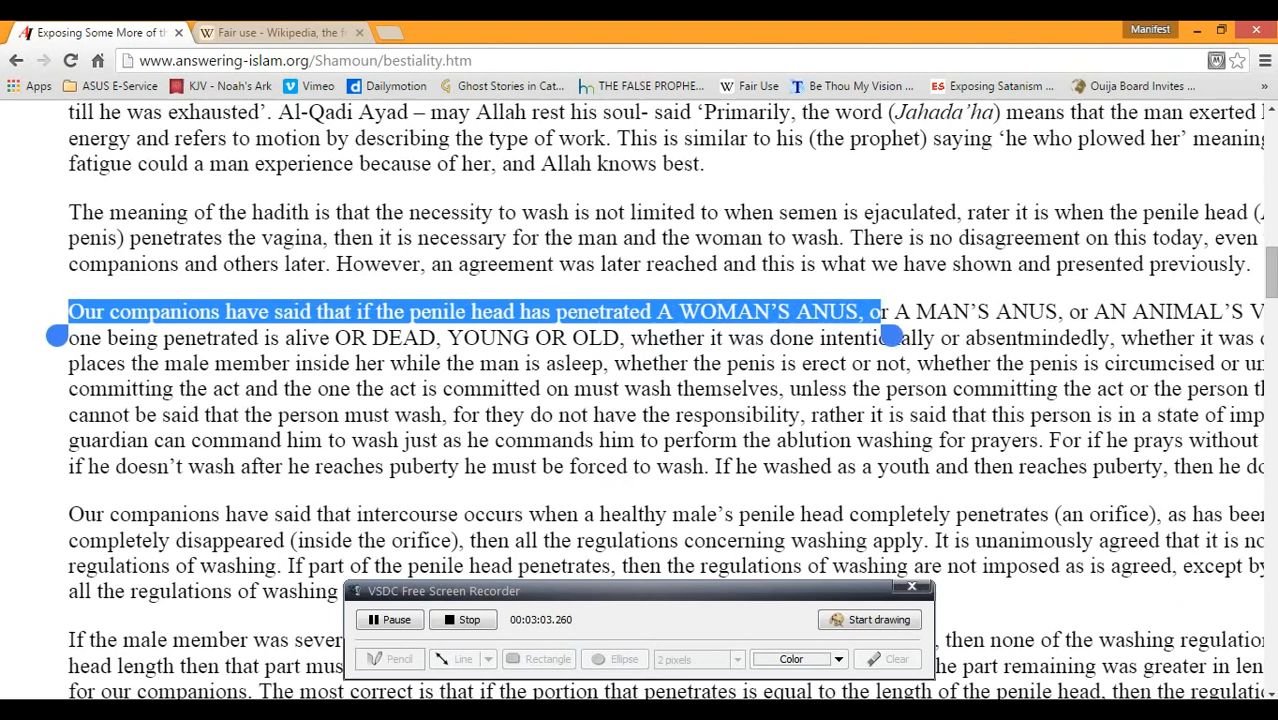 Exposing Some More of th
Fair use - Wikipedia, the fr
Manifest
www.answering-islam.org/Shamoun/bestiality.htm
Apps ASUS E-Service KJV - Noah's Ark Vimeo Dailymotion Ghost Stories in Cat... THE FALSE PROPHE... Fair Use Be Thou My Vision ... Exposing Satanism ... Ouija Board Invites ...
till he was exhausted’. Al-Qadi Ayad – may Allah rest his soul- said ‘Primarily, the word (Jahada’ha) means that the man exerted
energy and refers to motion by describing the type of work. This is similar to his (the prophet) saying ‘he who plowed her’ meaning
fatigue could a man experience because of her, and Allah knows best.
The meaning of the hadith is that the necessity to wash is not limited to when semen is ejaculated, rater it is when the penile head (
penis) penetrates the vagina, then it is necessary for the man and the woman to wash. There is no disagreement on this today, even
companions and others later. However, an agreement was later reached and this is what we have shown and presented previously.
Our companions have said that if the penile head has penetrated A WOMAN’S ANUS, or A MAN’S ANUS, or AN ANIMAL’S V
one being penetrated is alive OR DEAD, YOUNG OR OLD, whether it was done intentionally or absentmindedly, whether it was
places the male member inside her while the man is asleep, whether the penis is erect or not, whether the penis is circumcised or un
committing the act and the one the act is committed on must wash themselves, unless the person committing the act or the person th
cannot be said that the person must wash, for they do not have the responsibility, rather it is said that this person is in a state of imp
guardian can command him to wash just as he commands him to perform the ablution washing for prayers. For if he prays without
if he doesn’t wash after he reaches puberty he must be forced to wash. If he washed as a youth and then reaches puberty, then he do
Our companions have said that intercourse occurs when a healthy male’s penile head completely penetrates (an orifice), as has been
completely disappeared (inside the orifice), then all the regulations concerning washing apply. It is unanimously agreed that it is no
regulations of washing. If part of the penile head penetrates, then the regulations of washing are not imposed as is agreed, except by
all the regulations of washing
If the male member was seve , then none of the washing regulation
head length then that part mus he part remaining was greater in len
for our companions. The most correct is that if the portion that penetrates is equal to the length of the penile head, then the regulatio
VSDC Free Screen Recorder
Pause Stop 00:03:03.260 Start drawing
Pencil Line Rectangle Ellipse 2 pixels Color Clear